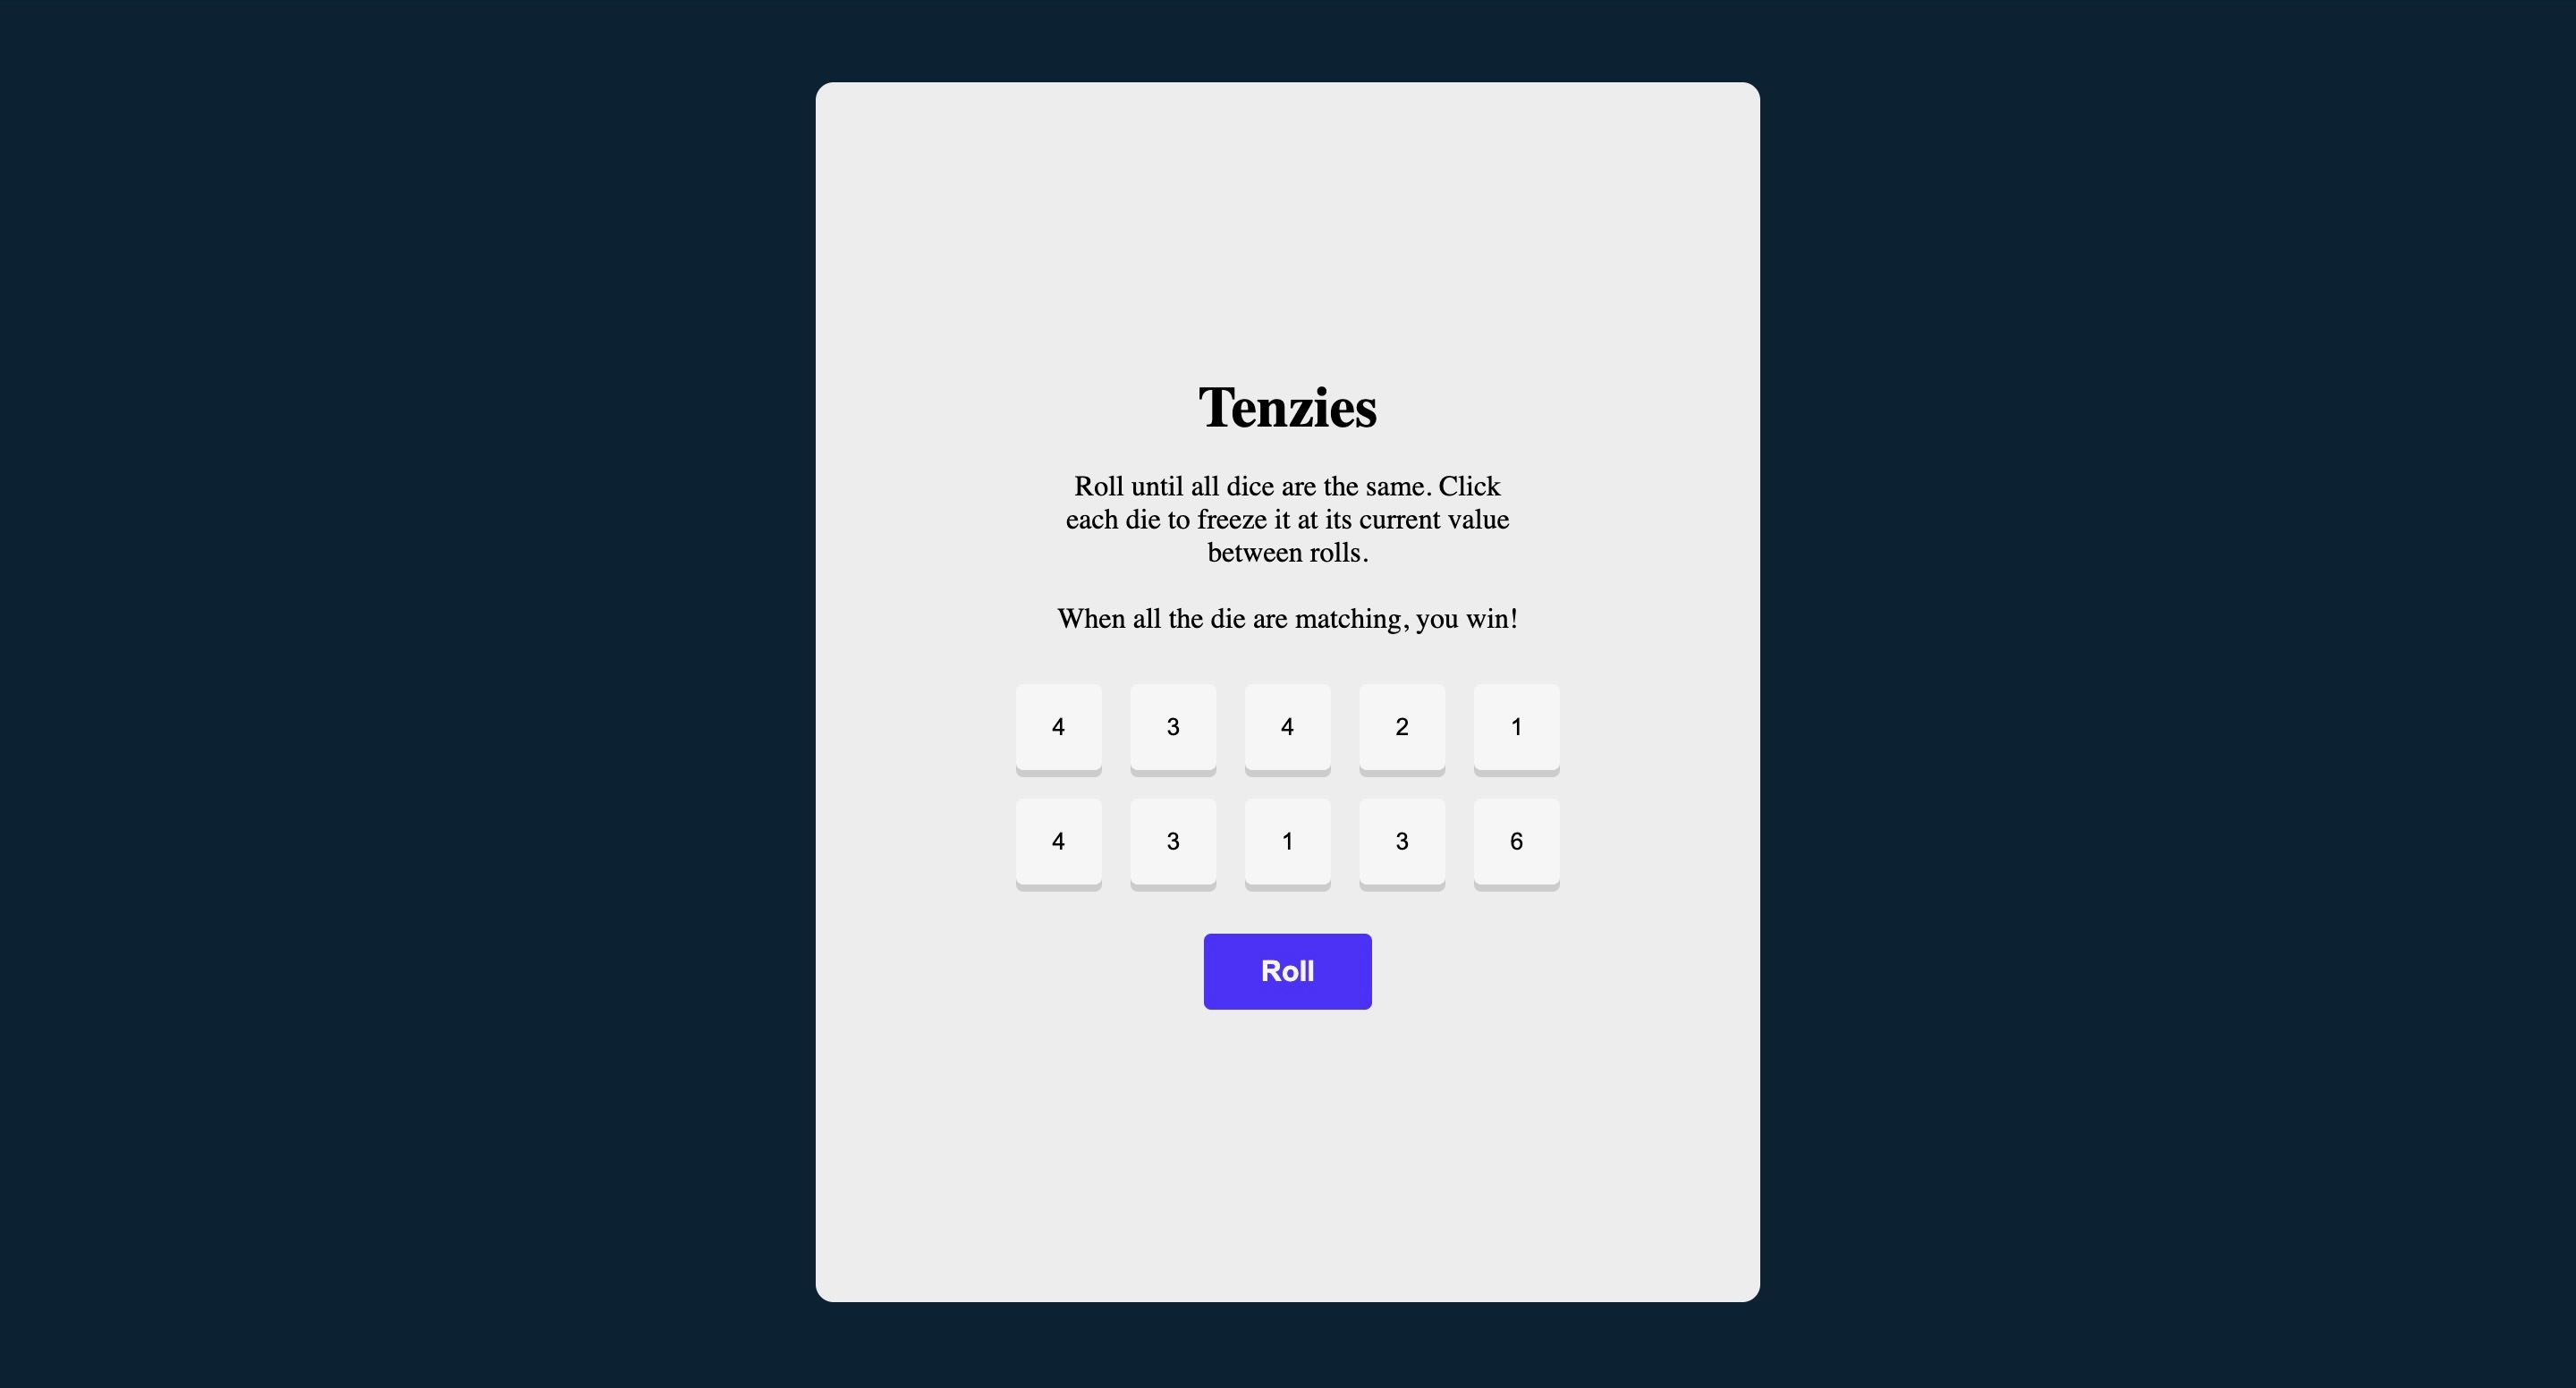 Tenzies
Roll until all dice are the same. Click
each die to freeze it at its current value
between rolls.
When all the die are matching, you win!
4 3 4 2 1
4 3 1 3 6
Roll